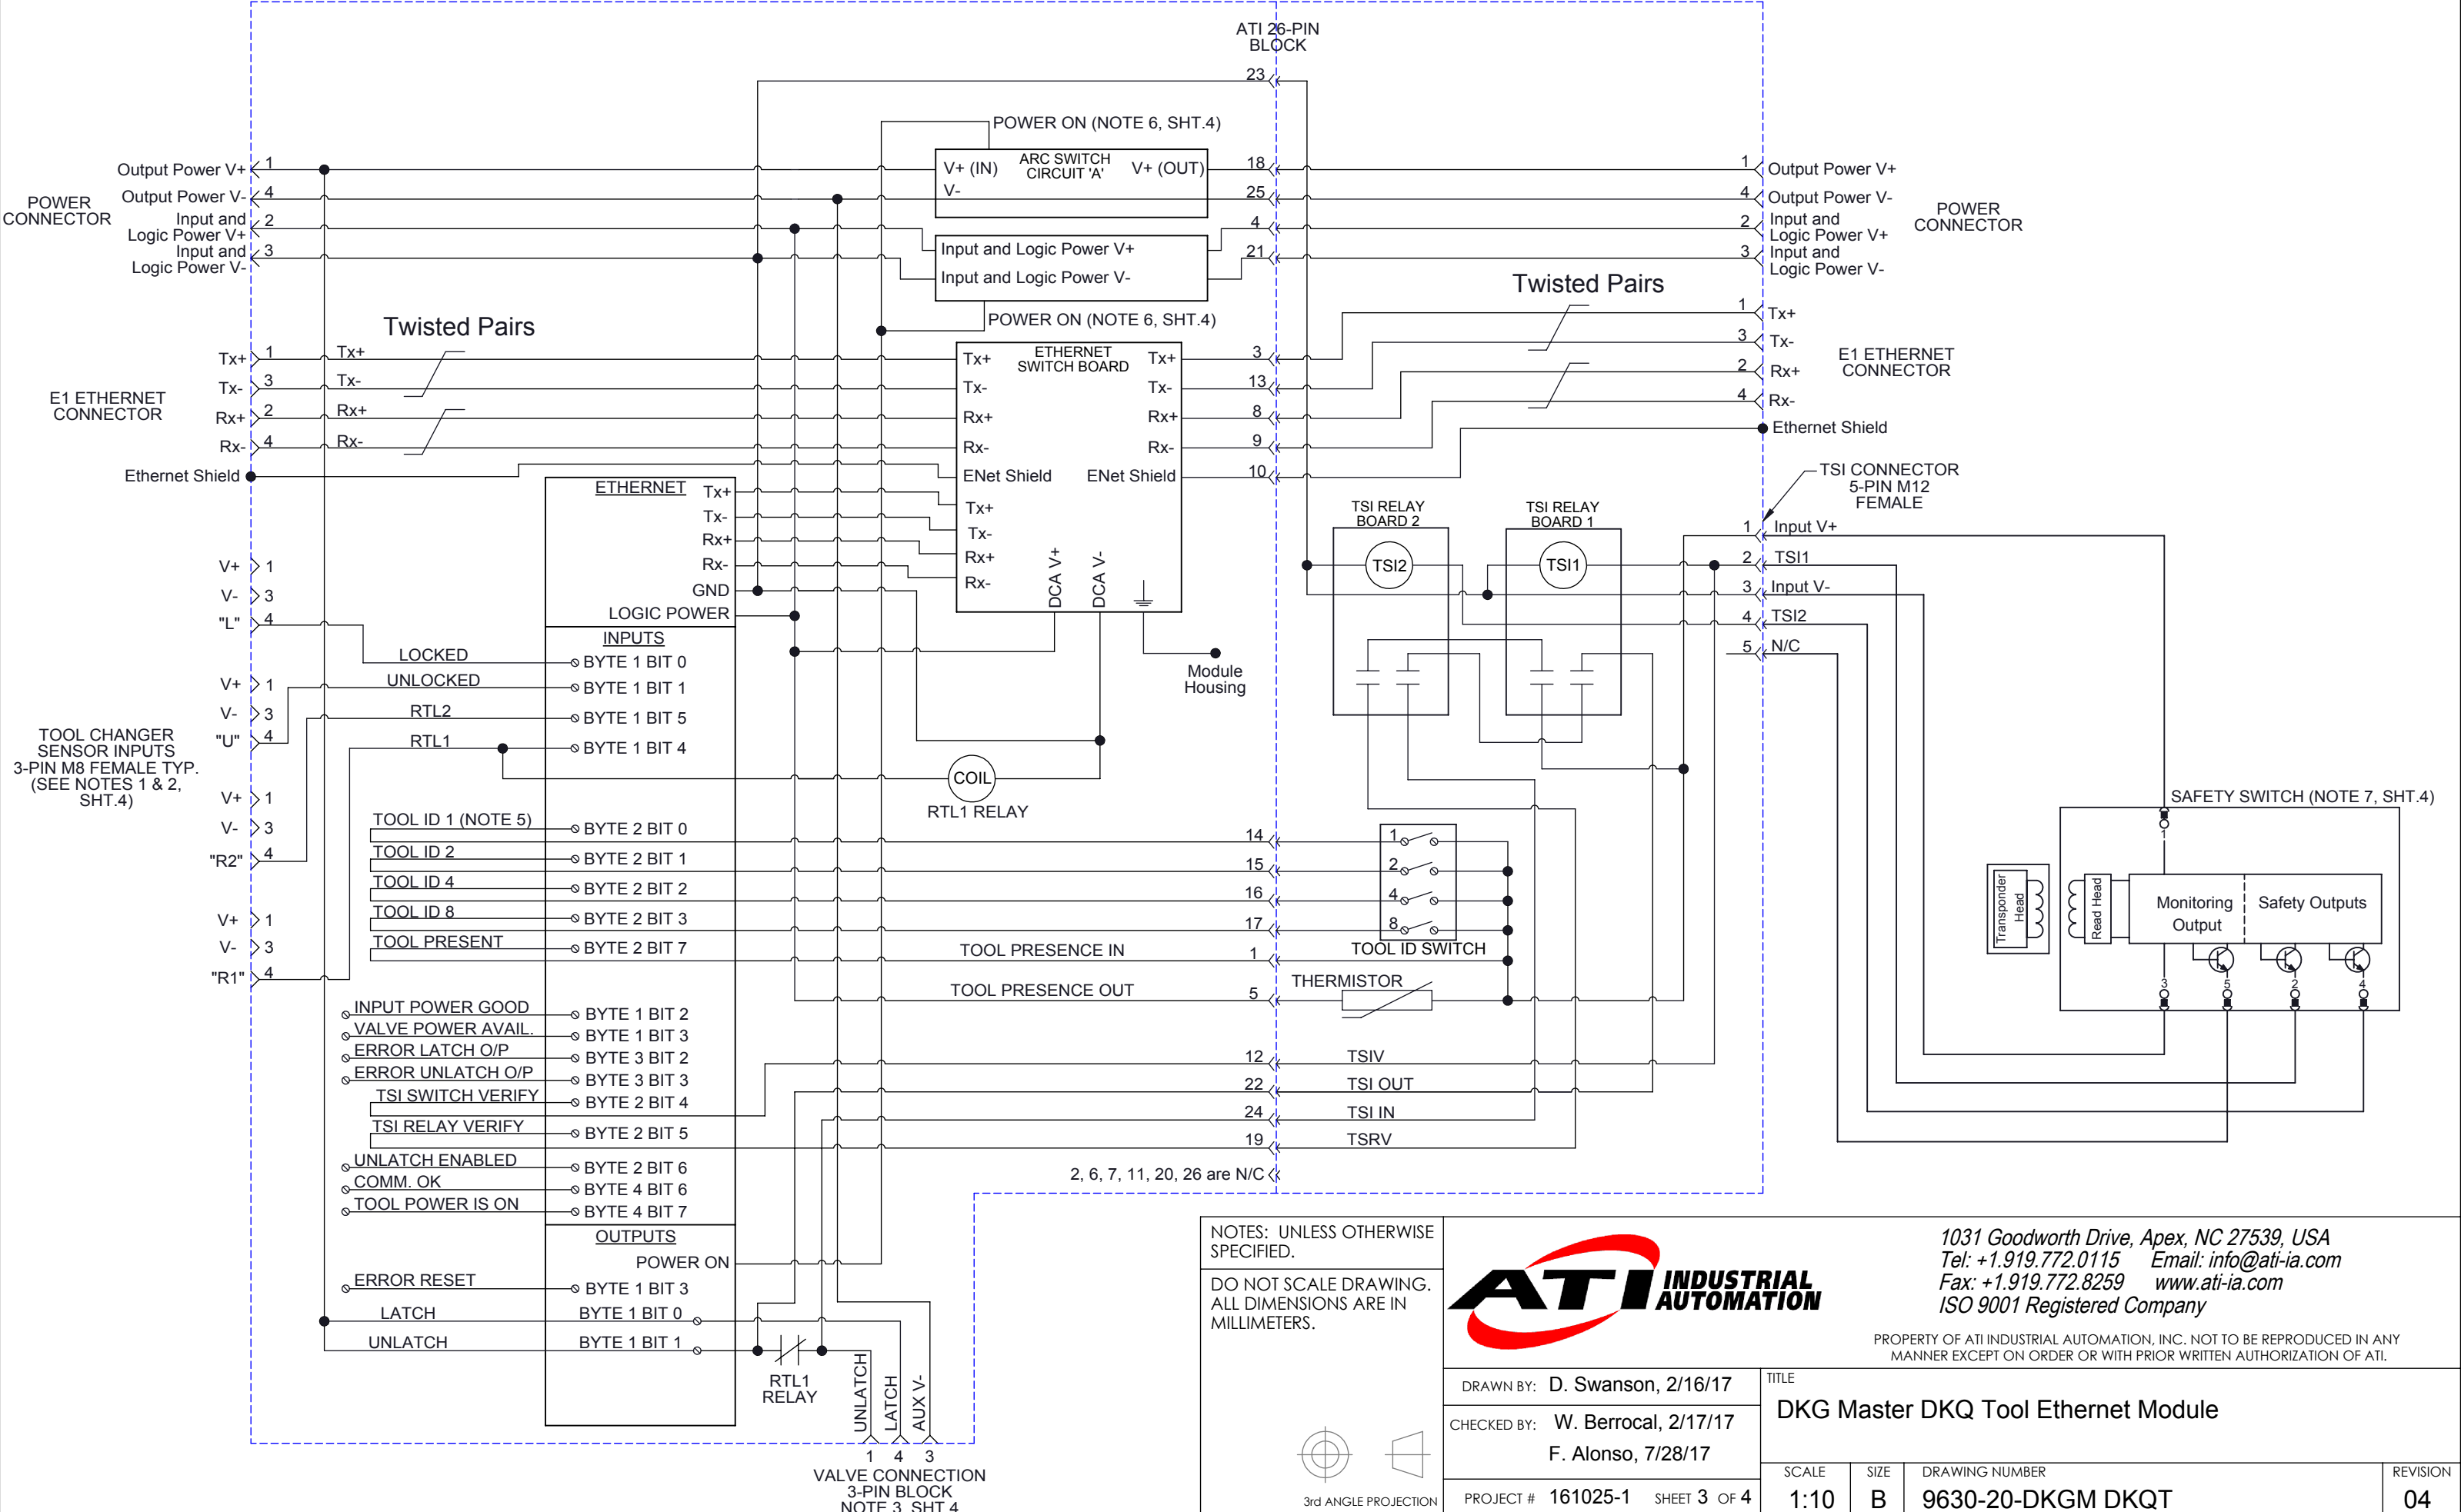 ATI 26-PIN
BLOCK
23
POWER ON (NOTE 6, SHT.4)
POWER
CONNECTOR
Output Power V+
1
Output Power V-
4
Input and
Logic Power V+
2
Input and
Logic Power V-
3
V+ (IN)
V-
ARC SWITCH
CIRCUIT 'A'
V+ (OUT)
18
25
4
21
Input and Logic Power V+
Input and Logic Power V-
POWER ON (NOTE 6, SHT.4)
1
Output Power V+
4
Output Power V-
2
Input and
Logic Power V+
3
Input and
Logic Power V-
POWER
CONNECTOR
Twisted Pairs
Twisted Pairs
E1 ETHERNET
CONNECTOR
Tx+
1
Tx+
Tx-
3
Tx-
Rx+
2
Rx+
Rx-
4
Rx-
Ethernet Shield
ETHERNET
SWITCH BOARD
Tx+
Tx-
Rx+
Rx-
ENet Shield
Tx+
Tx-
Rx+
Rx-
Tx+
Tx-
Rx+
Rx-
ENet Shield
DCA V+
DCA V-
3
13
8
9
10
1
Tx+
3
Tx-
2
Rx+
4
Rx-
Ethernet Shield
E1 ETHERNET
CONNECTOR
Module
Housing
TSI CONNECTOR
5-PIN M12
FEMALE
TSI RELAY
BOARD 2
TSI2
TSI RELAY
BOARD 1
TSI1
1
Input V+
2
TSI1
3
Input V-
4
TSI2
5
N/C
ETHERNET
Tx+
Tx-
Rx+
Rx-
GND
LOGIC POWER
TOOL CHANGER
SENSOR INPUTS
3-PIN M8 FEMALE TYP.
(SEE NOTES 1 & 2,
SHT.4)
V+
1
V-
3
"L"
4
V+
1
V-
3
"U"
4
V+
1
V-
3
"R2"
4
V+
1
V-
3
"R1"
4
INPUTS
LOCKED
BYTE 1 BIT 0
UNLOCKED
BYTE 1 BIT 1
RTL2
BYTE 1 BIT 5
RTL1
BYTE 1 BIT 4
COIL
RTL1 RELAY
TOOL ID 1 (NOTE 5)
BYTE 2 BIT 0
14
TOOL ID 2
BYTE 2 BIT 1
15
TOOL ID 4
BYTE 2 BIT 2
16
TOOL ID 8
BYTE 2 BIT 3
17
TOOL PRESENT
BYTE 2 BIT 7
TOOL PRESENCE IN
1
TOOL PRESENCE OUT
5
1
2
4
8
TOOL ID SWITCH
THERMISTOR
INPUT POWER GOOD
BYTE 1 BIT 2
VALVE POWER AVAIL.
BYTE 1 BIT 3
ERROR LATCH O/P
BYTE 3 BIT 2
ERROR UNLATCH O/P
BYTE 3 BIT 3
TSI SWITCH VERIFY
BYTE 2 BIT 4
TSI RELAY VERIFY
BYTE 2 BIT 5
UNLATCH ENABLED
BYTE 2 BIT 6
COMM. OK
BYTE 4 BIT 6
TOOL POWER IS ON
BYTE 4 BIT 7
12
TSIV
22
TSI OUT
24
TSI IN
19
TSRV
2, 6, 7, 11, 20, 26 are N/C
OUTPUTS
POWER ON
ERROR RESET
BYTE 1 BIT 3
LATCH
BYTE 1 BIT 0
UNLATCH
BYTE 1 BIT 1
RTL1
RELAY
UNLATCH
LATCH
AUX V-
1 4 3
VALVE CONNECTION
3-PIN BLOCK
NOTE 3, SHT.4
SAFETY SWITCH (NOTE 7, SHT.4)
1
Transponder
Head
Read Head
Monitoring
Output
Safety Outputs
3
5
2
4
NOTES: UNLESS OTHERWISE
SPECIFIED.
DO NOT SCALE DRAWING.
ALL DIMENSIONS ARE IN
MILLIMETERS.
3rd ANGLE PROJECTION
ATI INDUSTRIAL
AUTOMATION
1031 Goodworth Drive, Apex, NC 27539, USA
Tel: +1.919.772.0115 Email: info@ati-ia.com
Fax: +1.919.772.8259 www.ati-ia.com
ISO 9001 Registered Company
PROPERTY OF ATI INDUSTRIAL AUTOMATION, INC. NOT TO BE REPRODUCED IN ANY
MANNER EXCEPT ON ORDER OR WITH PRIOR WRITTEN AUTHORIZATION OF ATI.
DRAWN BY: D. Swanson, 2/16/17
CHECKED BY: W. Berrocal, 2/17/17
F. Alonso, 7/28/17
PROJECT # 161025-1 SHEET 3 OF 4
TITLE
DKG Master DKQ Tool Ethernet Module
SCALE
1:10
SIZE
B
DRAWING NUMBER
9630-20-DKGM DKQT
REVISION
04